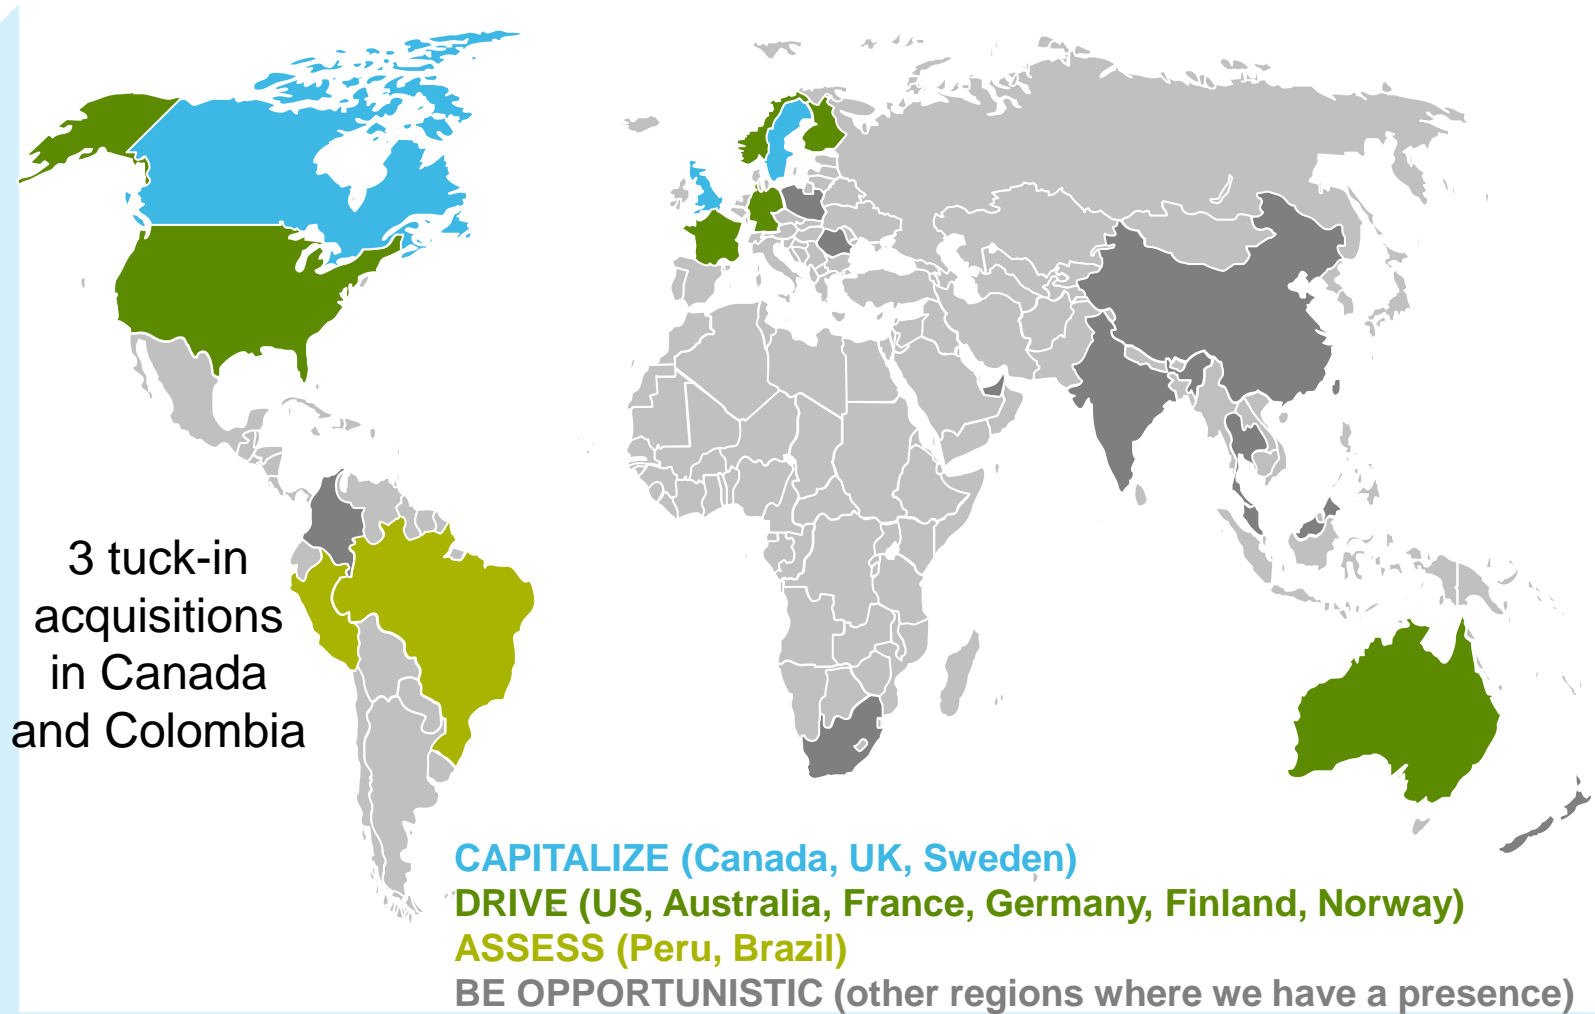 3 tuck-in
acquisitions
in Canada
and Colombia
CAPITALIZE (Canada, UK, Sweden)
DRIVE (US, Australia, France, Germany, Finland, Norway)
ASSESS (Peru, Brazil)
BE OPPORTUNISTIC (other regions where we have a presence)